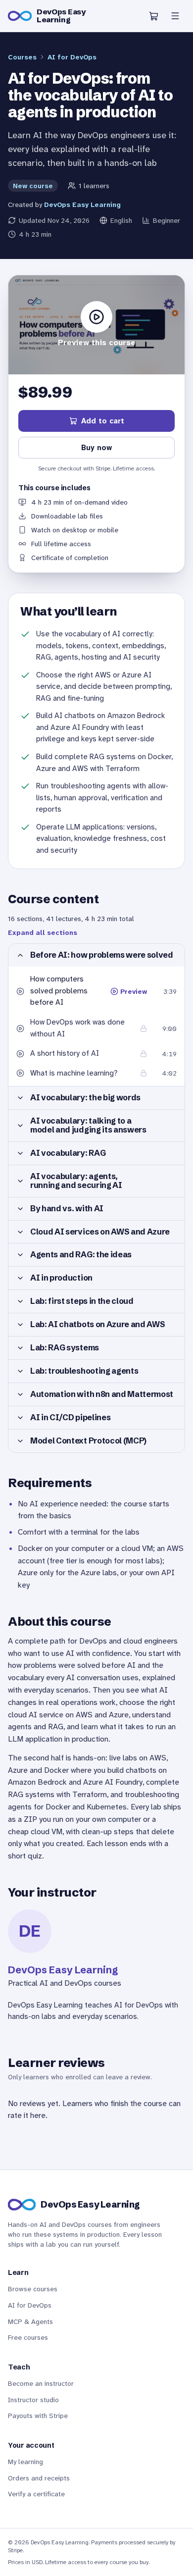 DevOps Easy
Learning
Courses > AI for DevOps
AI for DevOps: from
the vocabulary of AI to
agents in production
Learn AI the way DevOps engineers use it:
every idea explained with a real-life
scenario, then built in a hands-on lab
New course
1 learners
Created by DevOps Easy Learning
Updated Nov 24, 2026
English
Beginner
4 h 23 min
Preview this course
$89.99
Add to cart
Buy now
Secure checkout with Stripe. Lifetime access.
This course includes
4 h 23 min of on-demand video
Downloadable lab files
Watch on desktop or mobile
Full lifetime access
Certificate of completion
What you'll learn
Use the vocabulary of AI correctly:
models, tokens, context, embeddings,
RAG, agents, hosting and AI security
Choose the right AWS or Azure AI
service, and decide between prompting,
RAG and fine-tuning
Build AI chatbots on Amazon Bedrock
and Azure AI Foundry with least
privilege and keys kept server-side
Build complete RAG systems on Docker,
Azure and AWS with Terraform
Run troubleshooting agents with allow-
lists, human approval, verification and
reports
Operate LLM applications: versions,
evaluation, knowledge freshness, cost
and security
Course content
16 sections, 41 lectures, 4 h 23 min total
Expand all sections
Before AI: how problems were solved
How computers
solved problems
before AI
Preview
3:39
How DevOps work was done
without AI
9:00
A short history of AI
4:19
What is machine learning?
4:02
AI vocabulary: the big words
AI vocabulary: talking to a
model and judging its answers
AI vocabulary: RAG
AI vocabulary: agents,
running and securing AI
By hand vs. with AI
Cloud AI services on AWS and Azure
Agents and RAG: the ideas
AI in production
Lab: first steps in the cloud
Lab: AI chatbots on Azure and AWS
Lab: RAG systems
Lab: troubleshooting agents
Automation with n8n and Mattermost
AI in CI/CD pipelines
Model Context Protocol (MCP)
Requirements
No AI experience needed: the course starts
from the basics
Comfort with a terminal for the labs
Docker on your computer or a cloud VM; an AWS
account (free tier is enough for most labs);
Azure only for the Azure labs, or your own API
key
About this course
A complete path for DevOps and cloud engineers
who want to use AI with confidence. You start with
how problems were solved before AI and the
vocabulary every AI conversation uses, explained
with everyday scenarios. Then you see what AI
changes in real operations work, choose the right
cloud AI service on AWS and Azure, understand
agents and RAG, and learn what it takes to run an
LLM application in production.
The second half is hands-on: live labs on AWS,
Azure and Docker where you build chatbots on
Amazon Bedrock and Azure AI Foundry, complete
RAG systems with Terraform, and troubleshooting
agents for Docker and Kubernetes. Every lab ships
as a ZIP you run on your own computer or a
cheap cloud VM, with clean-up steps that delete
only what you created. Each lesson ends with a
short quiz.
Your instructor
DE
DevOps Easy Learning
Practical AI and DevOps courses
DevOps Easy Learning teaches AI for DevOps with
hands-on labs and everyday scenarios.
Learner reviews
Only learners who enrolled can leave a review.
No reviews yet. Learners who finish the course can
rate it here.
DevOps Easy Learning
Hands-on AI and DevOps courses from engineers
who run these systems in production. Every lesson
ships with a lab you can run yourself.
Learn
Browse courses
AI for DevOps
MCP & Agents
Free courses
Teach
Become an instructor
Instructor studio
Payouts with Stripe
Your account
My learning
Orders and receipts
Verify a certificate
© 2026 DevOps Easy Learning. Payments processed securely by
Stripe.
Prices in USD. Lifetime access to every course you buy.